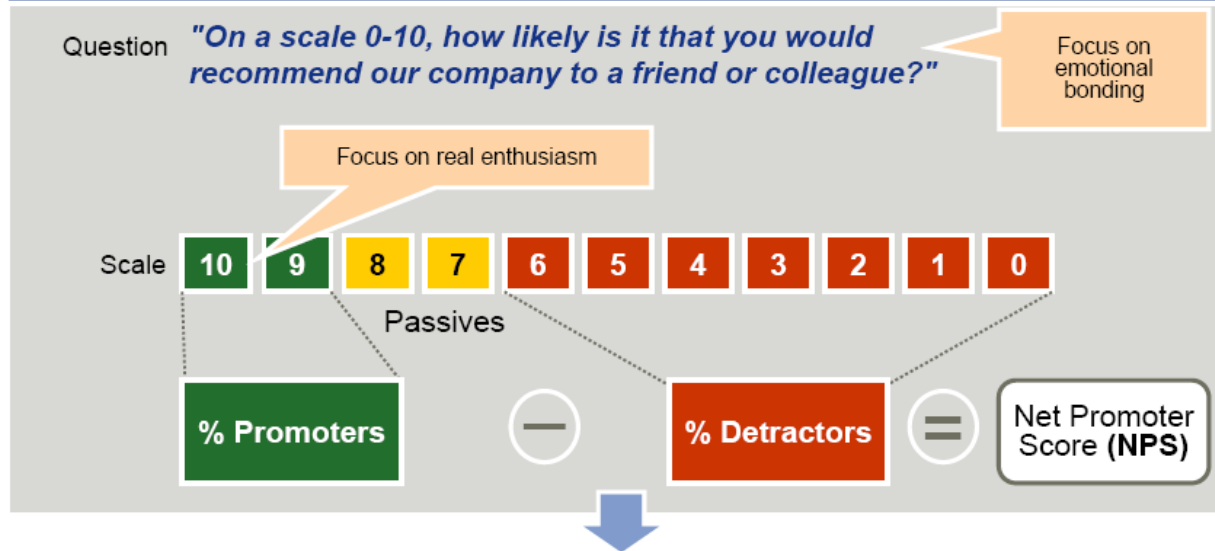 Question
"On a scale 0-10, how likely is it that you would
recommend our company to a friend or colleague?"
Focus on
emotional
bonding
Focus on real enthusiasm
Scale
10 9 8 7 6 5 4 3 2 1 0
Passives
% Promoters
—
% Detractors
=
Net Promoter
Score (NPS)